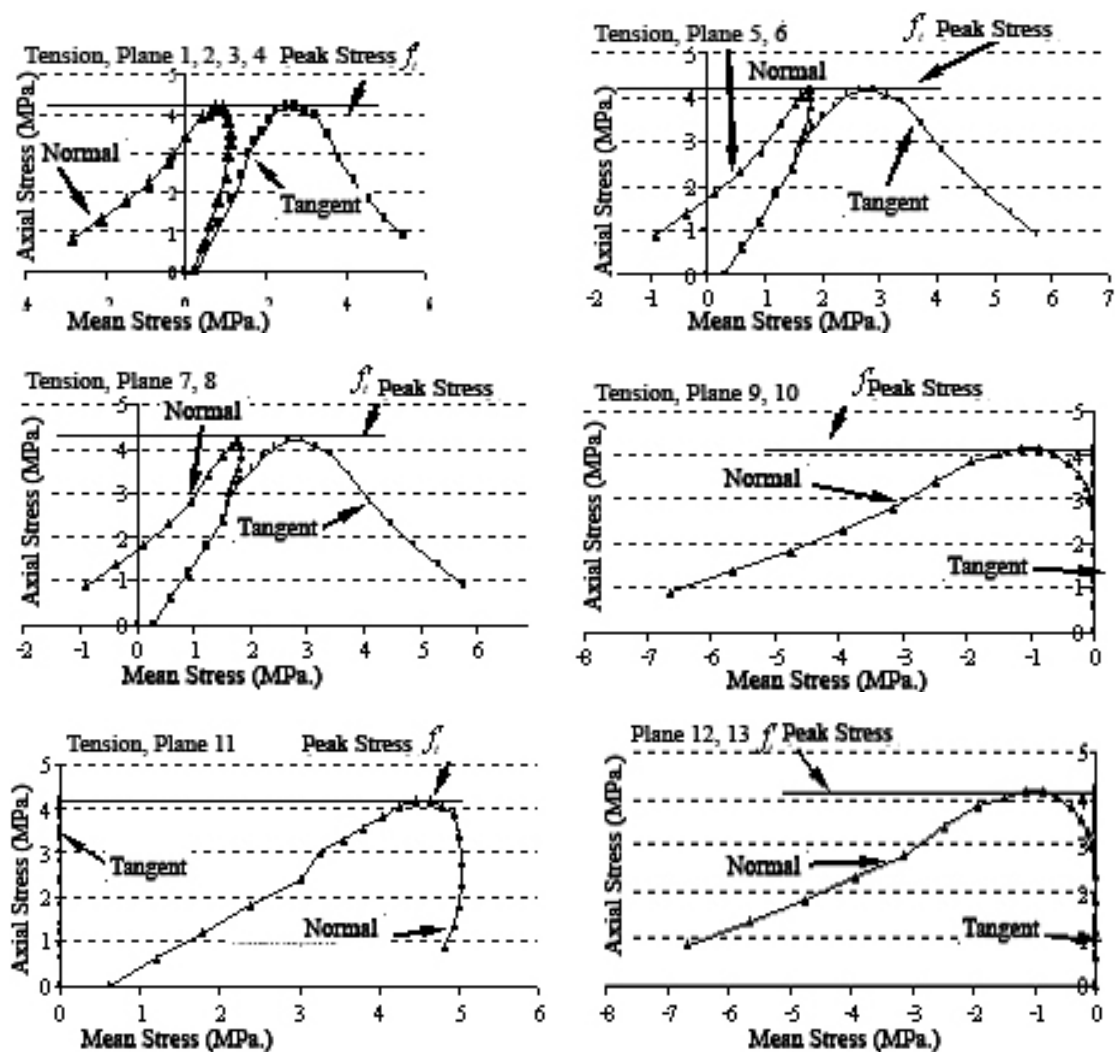 Tension, Plane 1, 2, 3, 4 Peak Stress f't
Normal
Tangent
Axial Stress (MPa.)
5
4
3
2
1
0
4 2 0 2 4 6
Mean Stress (MPa.)
Tension, Plane 5, 6 f't Peak Stress
Normal
Tangent
Axial Stress (MPa.)
5
4
3
2
1
0
-2 -1 0 1 2 3 4 5 6 7
Mean Stress (MPa.)
Tension, Plane 7, 8 f't Peak Stress
Normal
Tangent
Axial Stress (MPa.)
5
4
3
2
1
0
-2 -1 0 1 2 3 4 5 6
Mean Stress (MPa.)
Tension, Plane 9, 10 f Peak Stress
Normal
Tangent
Axial Stress (MPa.)
5
4
3
2
1
0
-8 -7 -6 -5 -4 -3 -2 -1 0
Mean Stress (MPa.)
Tension, Plane 11 Peak Stress f't
Tangent
Normal
Axial Stress (MPa.)
5
4
3
2
1
0
0 1 2 3 4 5 6
Mean Stress (MPa.)
Plane 12, 13 f't Peak Stress
Normal
Tangent
Axial Stress (MPa.)
5
4
3
2
1
0
-8 -7 -6 -5 -4 -3 -2 -1 0
Mean Stress (MPa.)